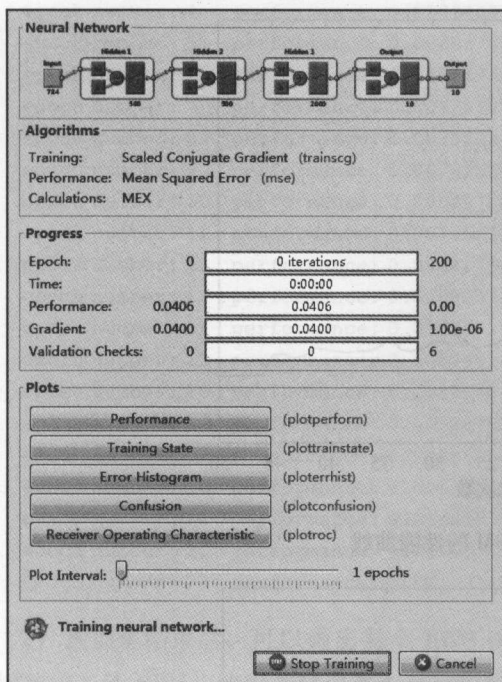 Neural Network
Hidden 1 Hidden 2 Hidden 3 Output
Input Output
784 500 500 2000 10 10
Algorithms
Training: Scaled Conjugate Gradient (trainscg)
Performance: Mean Squared Error (mse)
Calculations: MEX
Progress
Epoch: 0 0 iterations 200
Time: 0:00:00
Performance: 0.0406 0.0406 0.00
Gradient: 0.0400 0.0400 1.00e-06
Validation Checks: 0 0 6
Plots
Performance (plotperform)
Training State (plottrainstate)
Error Histogram (ploterrhist)
Confusion (plotconfusion)
Receiver Operating Characteristic (plotroc)
Plot Interval: 1 epochs
Training neural network...
Stop Training Cancel